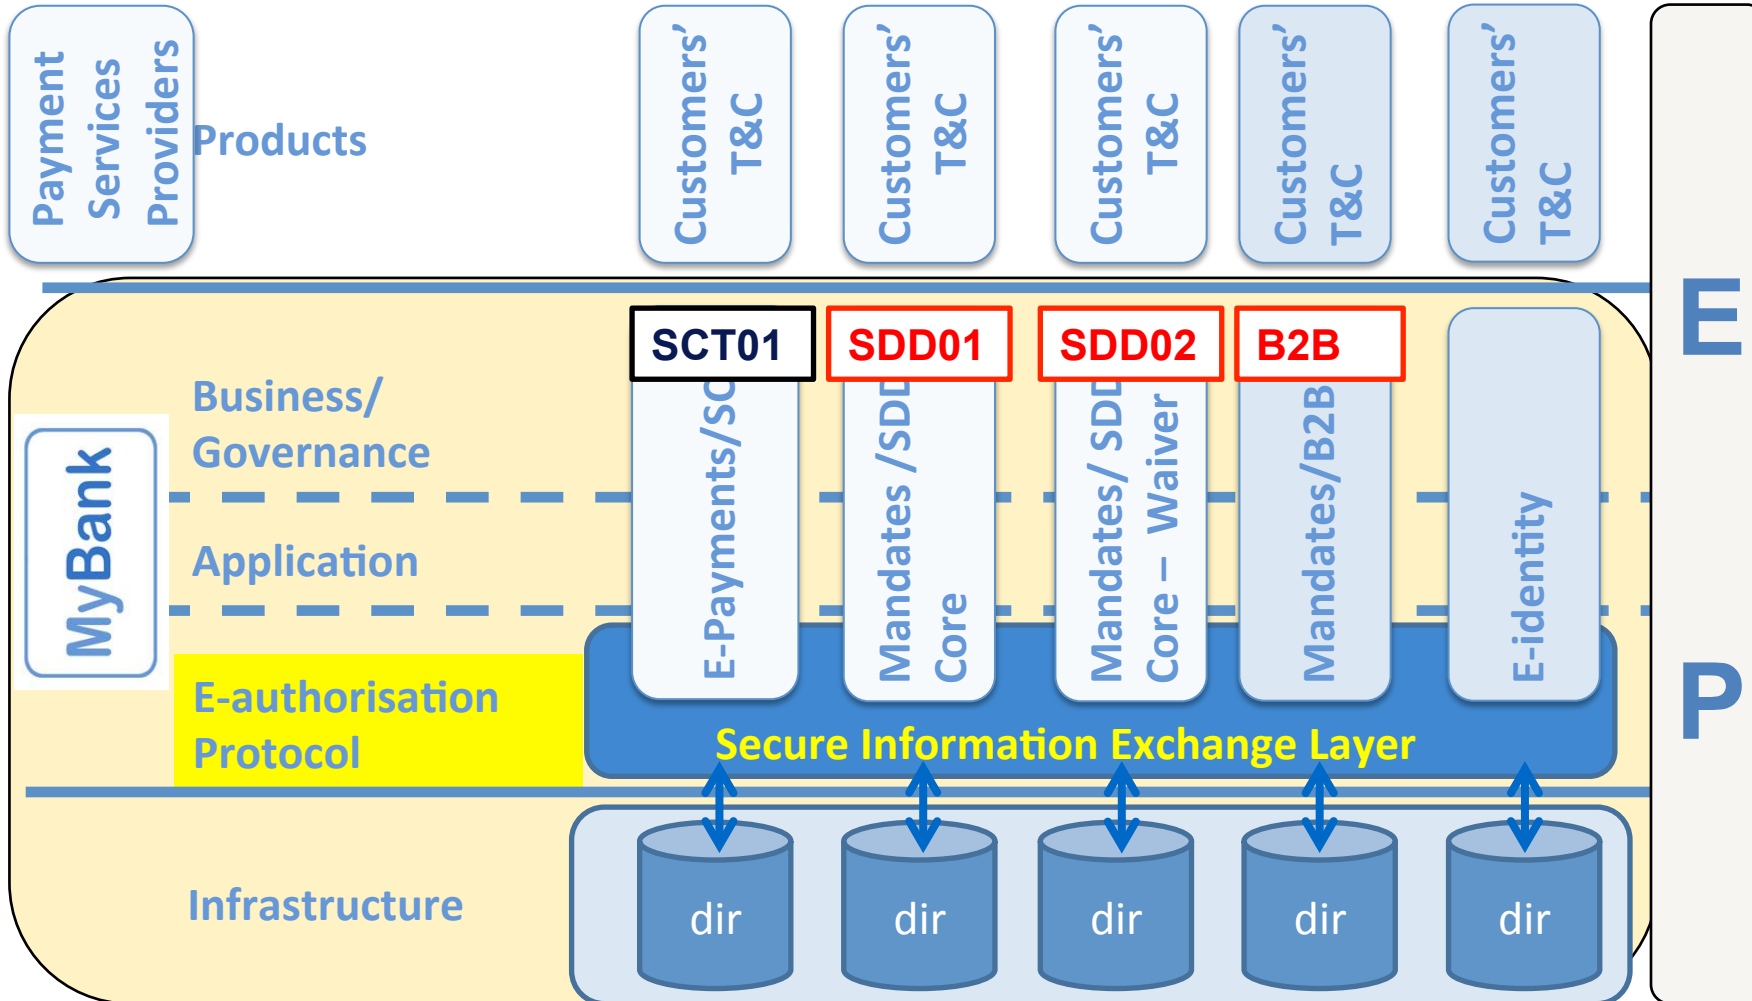 Payment
Services
Providers
Products
Customers'
T&C
Customers'
T&C
Customers'
T&C
Customers'
T&C
Customers'
T&C
E
P
SCT01
SDD01
SDD02
B2B
Business/
Governance
Application
MyBank
E-authorisation
Protocol
E-Payments/SC
Mandates /SDD
Core
Mandates/ SDD
Core – Waiver
Mandates/B2B
E-identity
Secure Information Exchange Layer
Infrastructure
dir
dir
dir
dir
dir